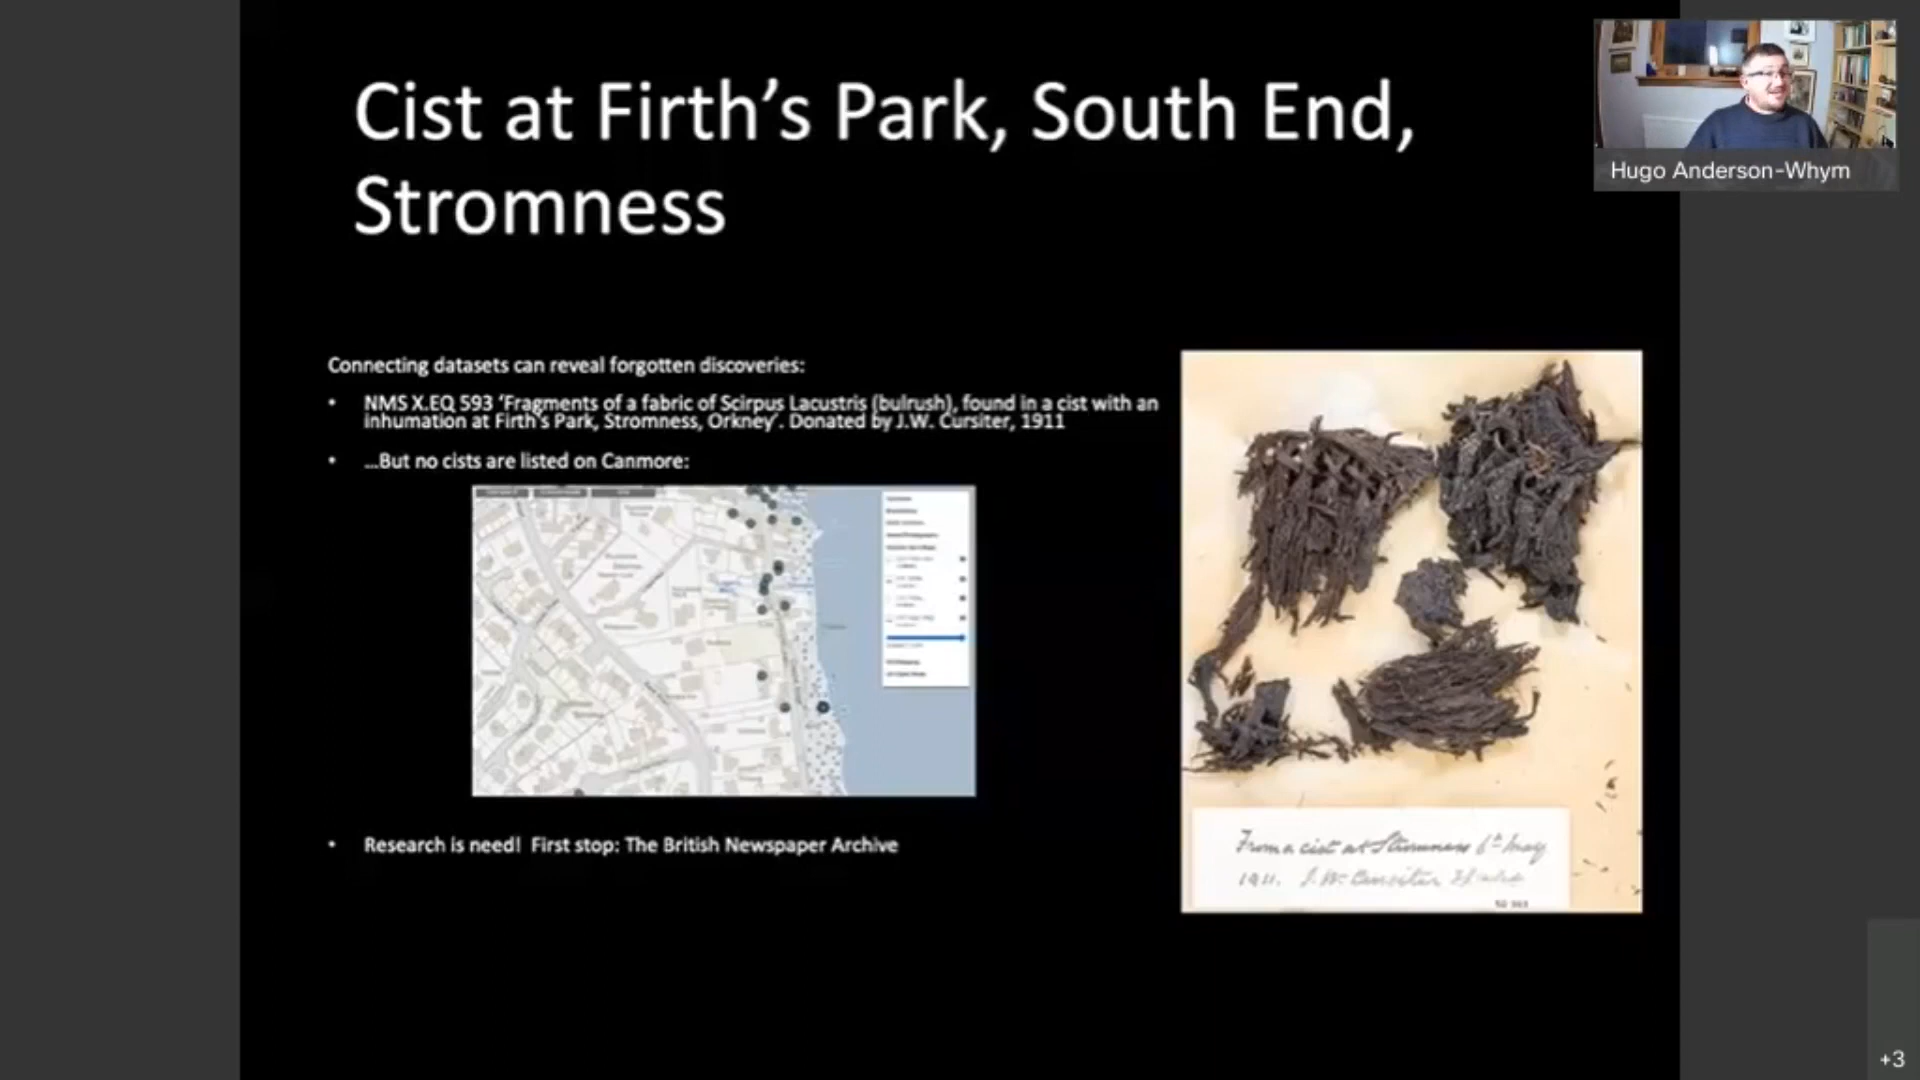 Cist at Firth’s Park, South End,
Stromness
Hugo Anderson-Whym
Connecting datasets can reveal forgotten discoveries:
• NMS X.EQ 593 ‘Fragments of a fabric of Scirpus Lacustris (bulrush), found in a cist with an
inhumation at Firth’s Park, Stromness, Orkney’. Donated by J.W. Cursiter, 1911
• ...But no cists are listed on Canmore:
• Research is need! First stop: The British Newspaper Archive
From a cist at Stromness 6th May
1911. J.W. Cursiter
+3